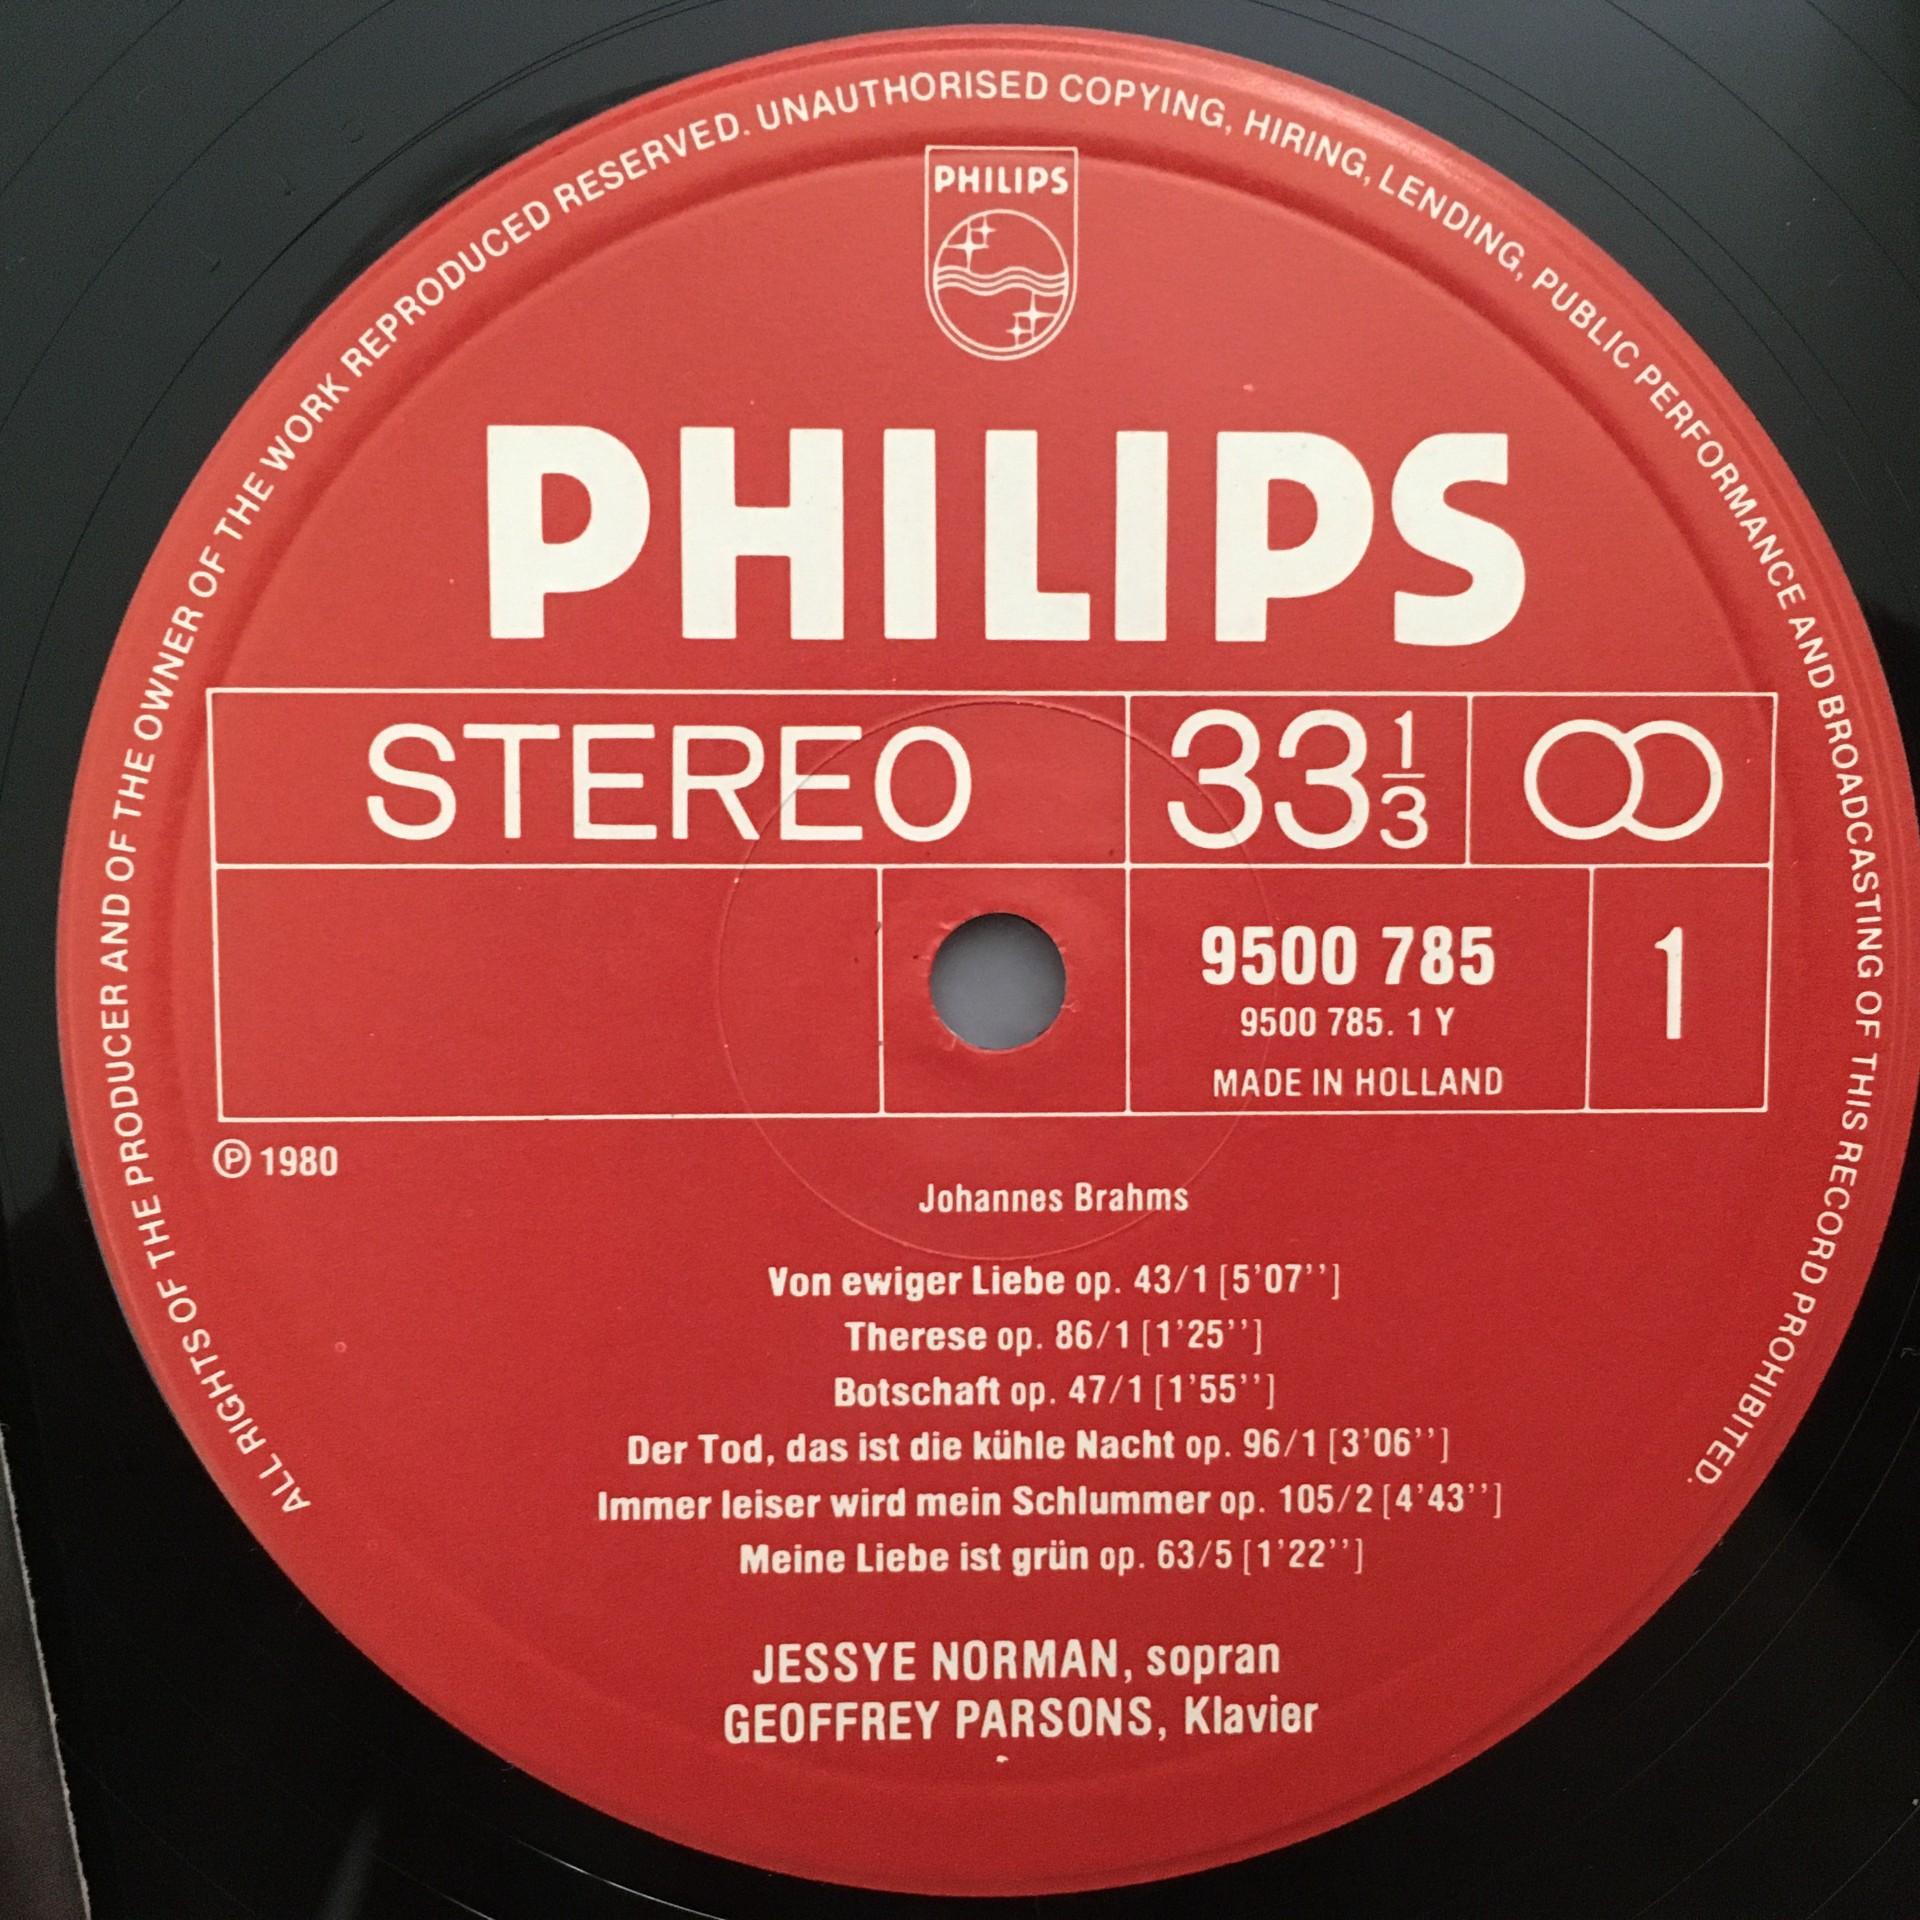 ALL RIGHTS OF THE PRODUCER AND OF THE OWNER OF THE WORK REPRODUCED RESERVED. UNAUTHORISED COPYING, HIRING, LENDING, PUBLIC PERFORMANCE AND BROADCASTING OF THIS RECORD PROHIBITED.
PHILIPS
PHILIPS
STEREO 33 1/3
9500 785 1
9500 785. 1 Y
MADE IN HOLLAND
℗ 1980
Johannes Brahms
Von ewiger Liebe op. 43/1 [5'07'']
Therese op. 86/1 [1'25'']
Botschaft op. 47/1 [1'55'']
Der Tod, das ist die kühle Nacht op. 96/1 [3'06'']
Immer leiser wird mein Schlummer op. 105/2 [4'43'']
Meine Liebe ist grün op. 63/5 [1'22'']
JESSYE NORMAN, sopran
GEOFFREY PARSONS, Klavier